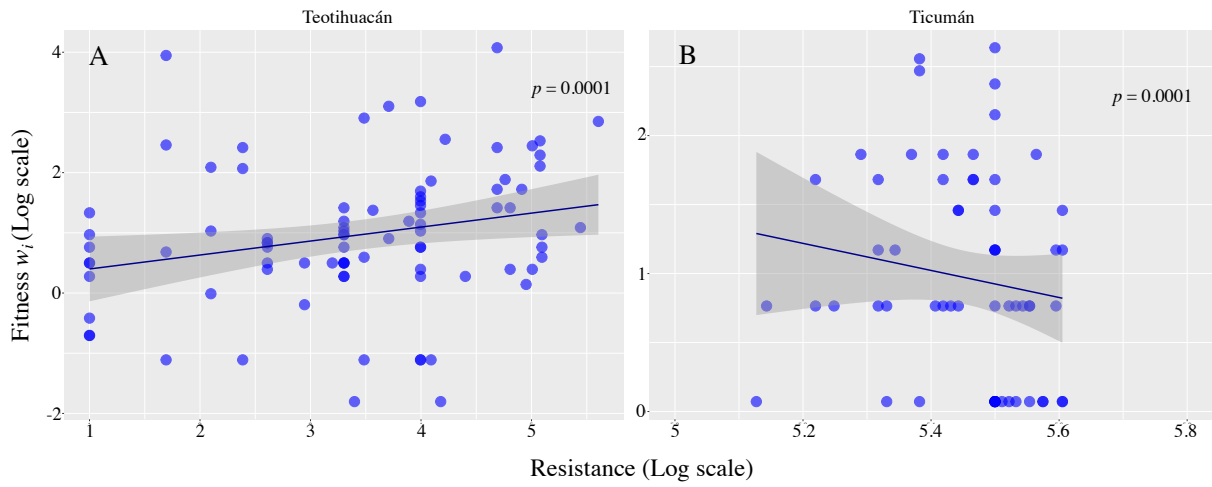 Teotihuacán
Ticumán
A
B
p = 0.0001
p = 0.0001
Fitness wᵢ (Log scale)
4
2
0
-2
2
1
0
1
2
3
4
5
5
5.2
5.4
5.6
5.8
Resistance (Log scale)